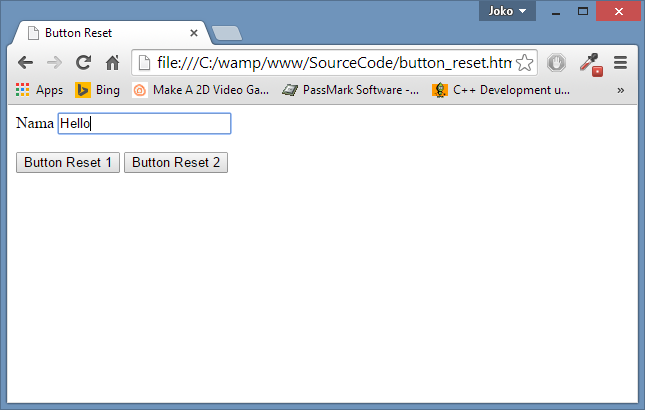 Joko
Button Reset
file:///C:/wamp/www/SourceCode/button_reset.htm
Apps Bing Make A 2D Video Ga... PassMark Software -... C++ Development u... »
Nama Hello
Button Reset 1 Button Reset 2